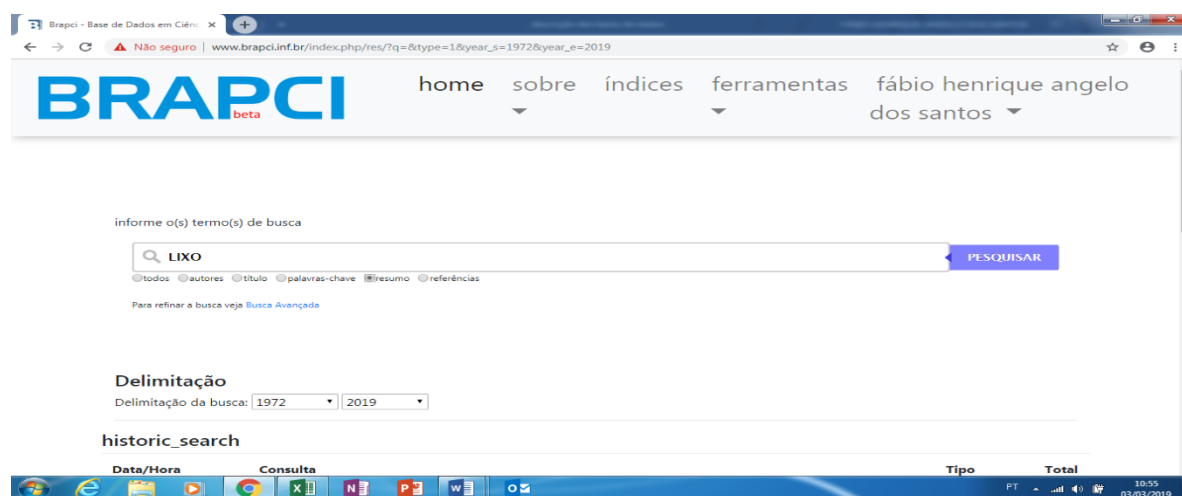 Brapci - Base de Dados em Ciênc
Não seguro | www.brapci.inf.br/index.php/res/?q=&type=1&year_s=1972&year_e=2019
BRAPCI beta
home sobre índices ferramentas fábio henrique angelo dos santos
informe o(s) termo(s) de busca
LIXO
PESQUISAR
todos autores título palavras-chave resumo referências
Para refinar a busca veja Busca Avançada
Delimitação
Delimitação da busca: 1972 2019
historic_search
Data/Hora Consulta Tipo Total
PT 10:55
03/03/2019